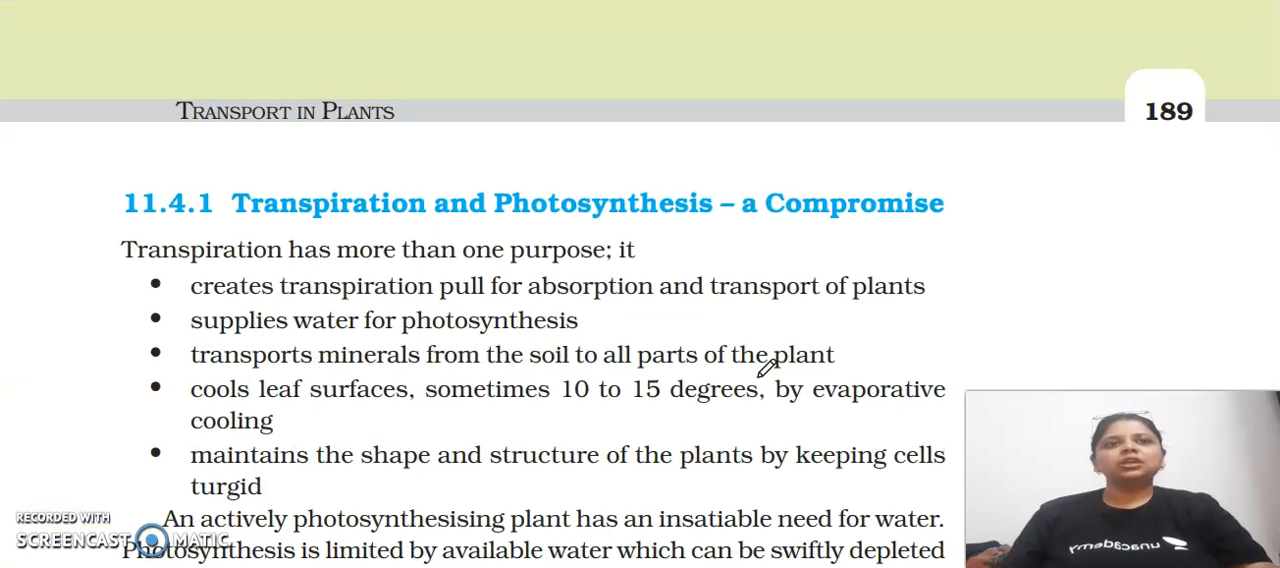 TRANSPORT IN PLANTS
189
11.4.1 Transpiration and Photosynthesis – a Compromise
Transpiration has more than one purpose; it
• creates transpiration pull for absorption and transport of plants
• supplies water for photosynthesis
• transports minerals from the soil to all parts of the plant
• cools leaf surfaces, sometimes 10 to 15 degrees, by evaporative
cooling
• maintains the shape and structure of the plants by keeping cells
turgid
An actively photosynthesising plant has an insatiable need for water.
Photosynthesis is limited by available water which can be swiftly depleted
RECORDED WITH
SCREENCAST MATIC
unacademy